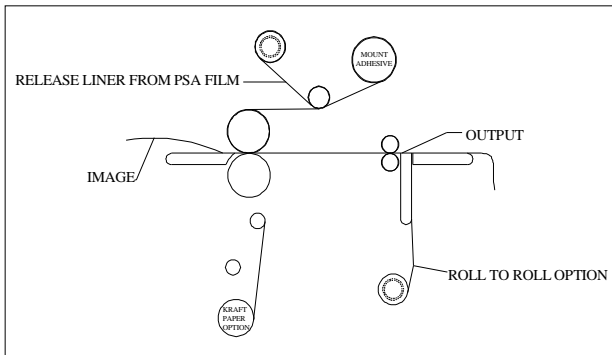 MOUNT
ADHESIVE
RELEASE LINER FROM PSA FILM
OUTPUT
IMAGE
ROLL TO ROLL OPTION
KRAFT
PAPER
OPTION